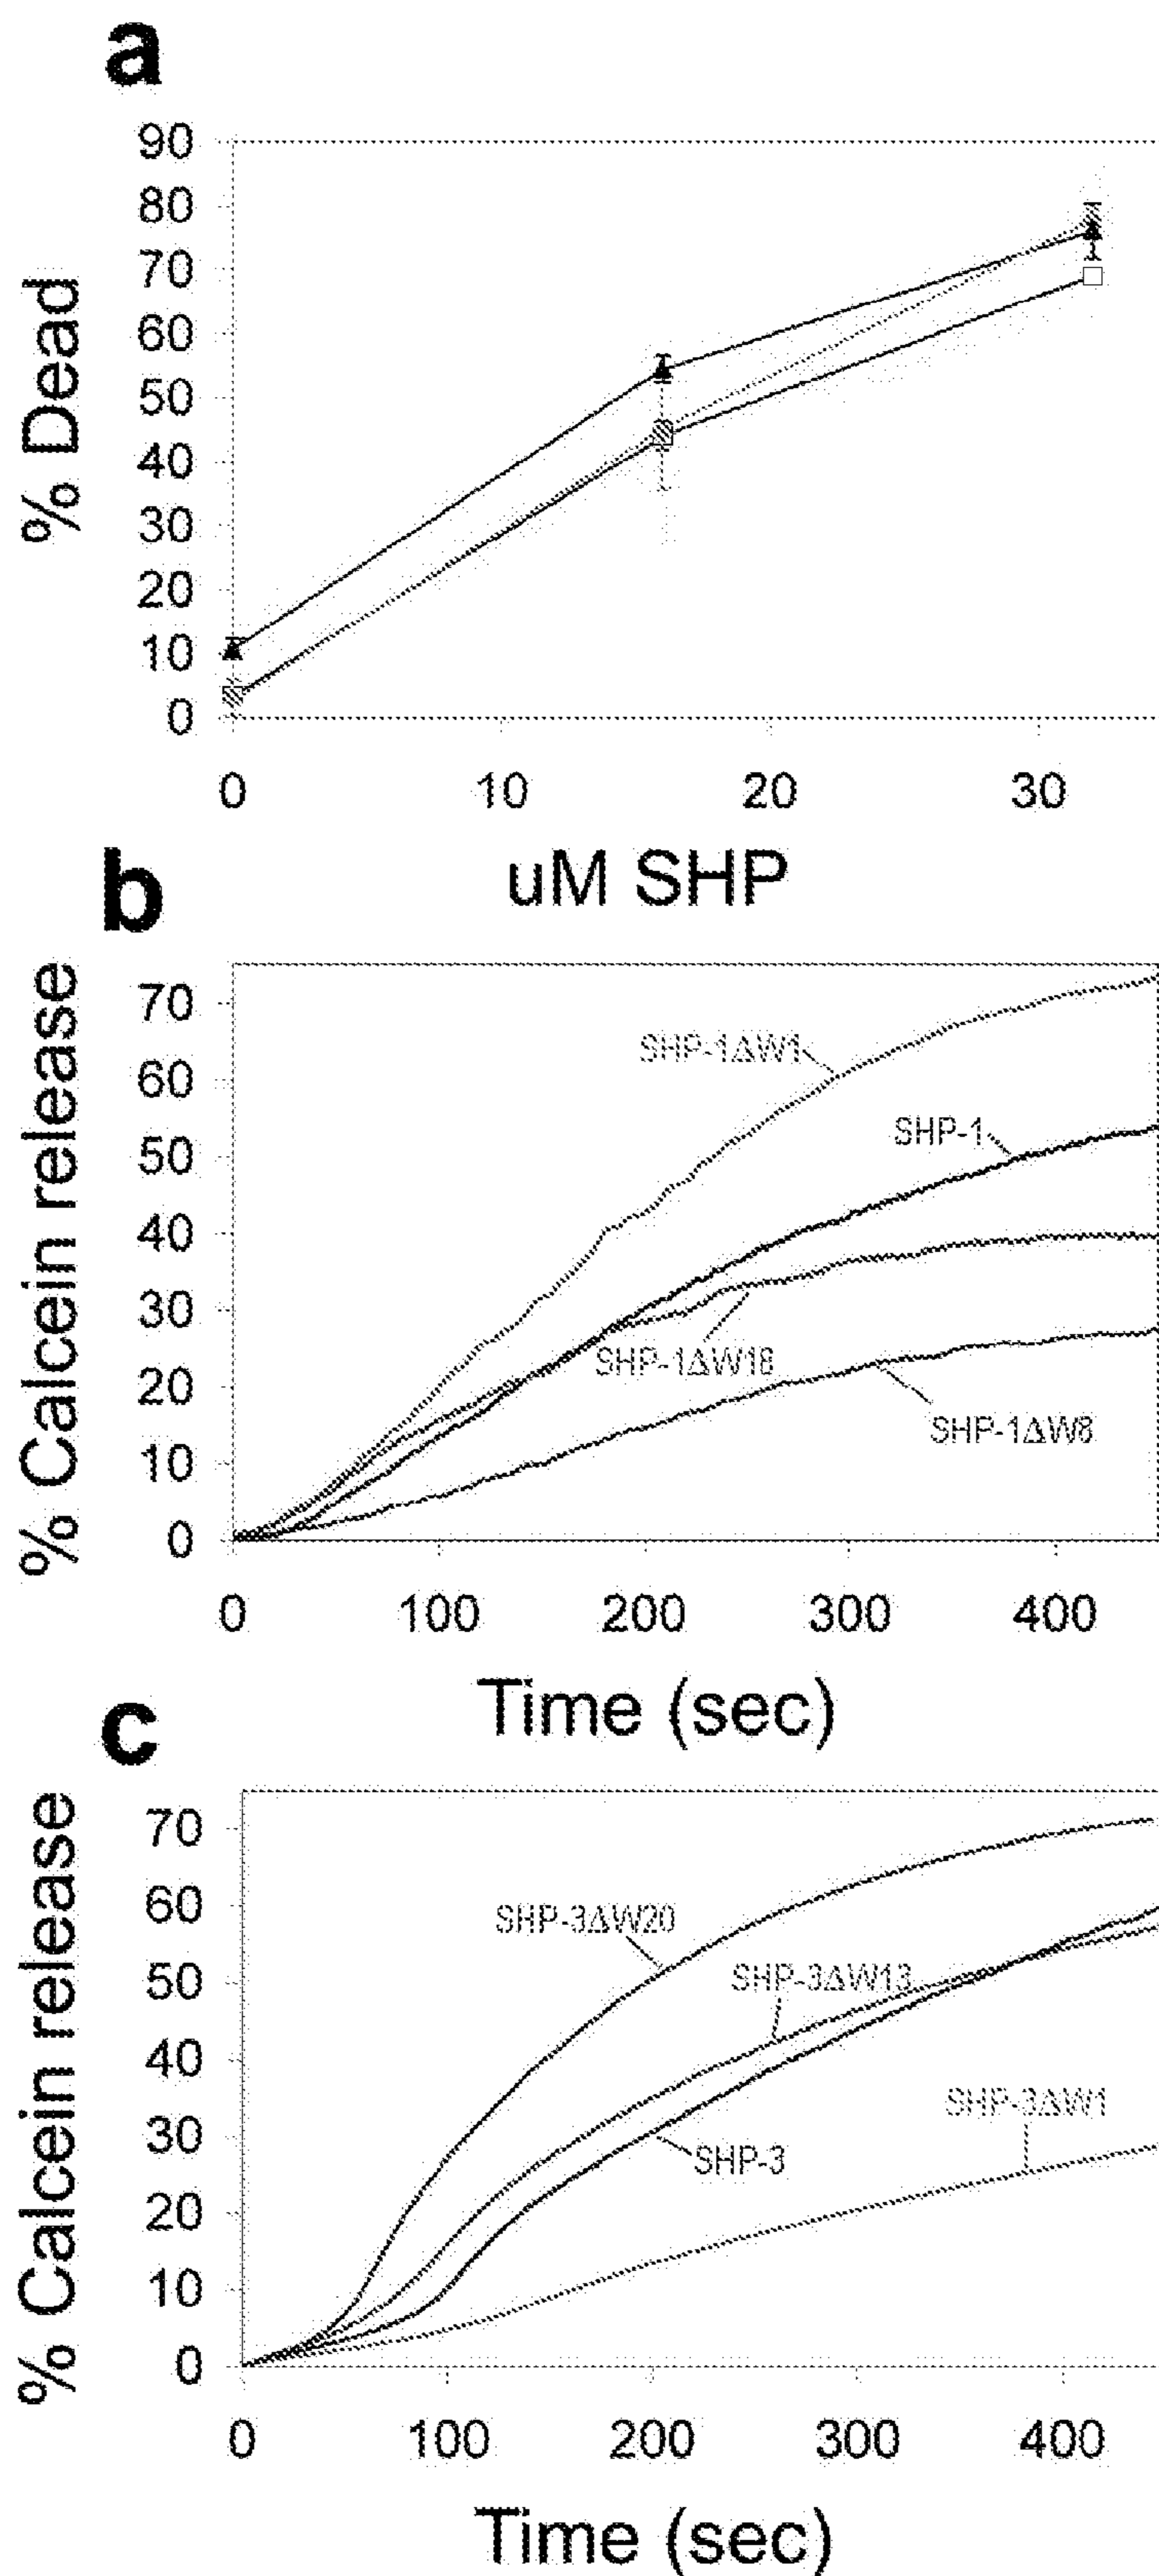 a
90
80
70
60
50
40
30
20
10
0
% Dead
0 10 20 30
uM SHP
b
70
60
50
40
30
20
10
0
% Calcein release
SHP-1ΔW1
SHP-1
SHP-1ΔW18
SHP-1ΔW8
0 100 200 300 400
Time (sec)
c
70
60
50
40
30
20
10
0
% Calcein release
SHP-3ΔW20
SHP-3ΔW13
SHP-3ΔW1
SHP-3
0 100 200 300 400
Time (sec)